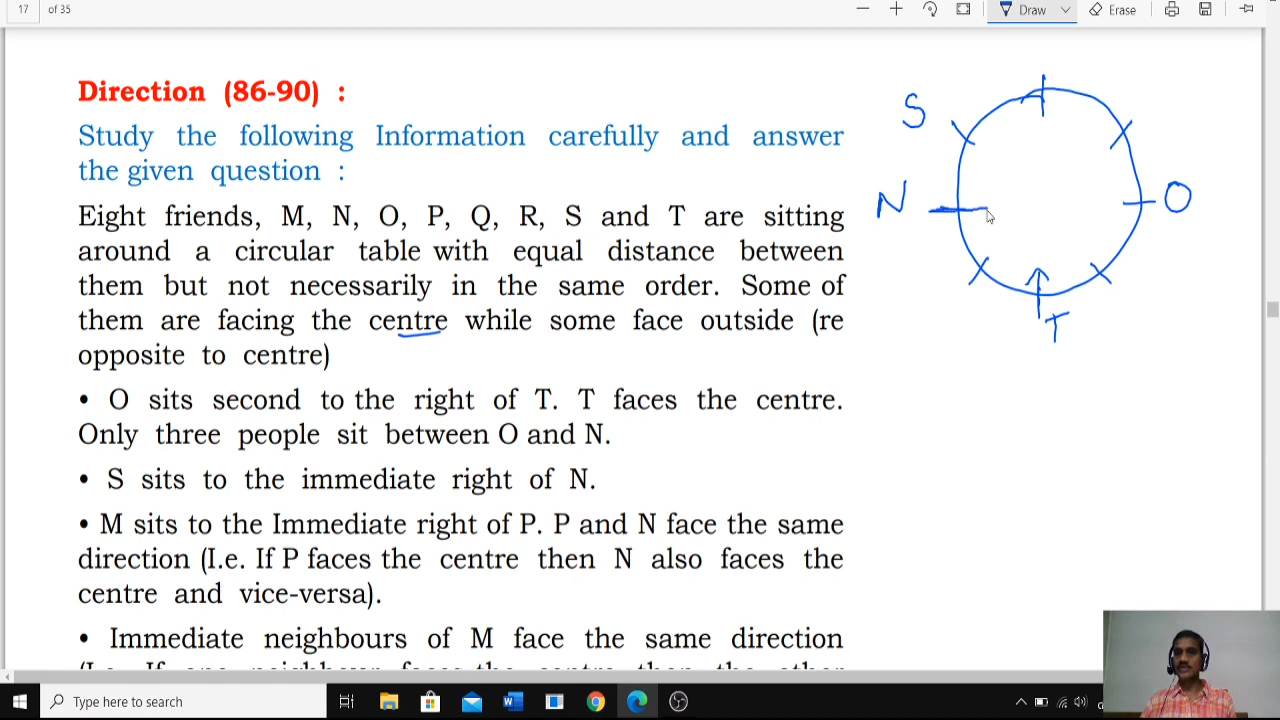 17 of 35
Draw
Erase
Direction (86-90) :
Study the following Information carefully and answer
the given question :
Eight friends, M, N, O, P, Q, R, S and T are sitting
around a circular table with equal distance between
them but not necessarily in the same order. Some of
them are facing the centre while some face outside (re
opposite to centre)
• O sits second to the right of T. T faces the centre.
Only three people sit between O and N.
• S sits to the immediate right of N.
• M sits to the Immediate right of P. P and N face the same
direction (I.e. If P faces the centre then N also faces the
centre and vice-versa).
• Immediate neighbours of M face the same direction
S
N
O
T
Type here to search